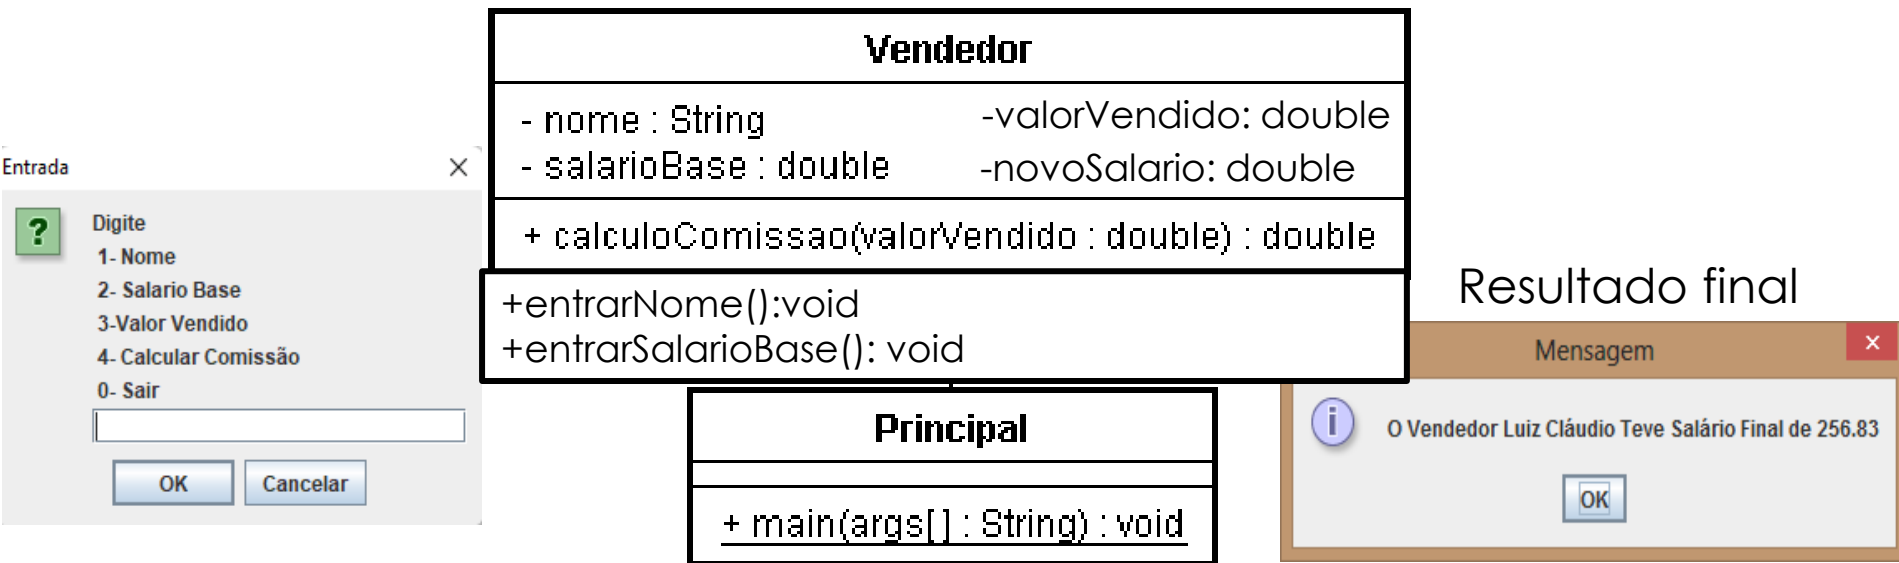 Vendedor
- nome : String
- salarioBase : double
-valorVendido: double
-novoSalario: double
+ calculoComissao(valorVendido : double) : double
+entrarNome():void
+entrarSalarioBase(): void
Principal
+ main(args[] : String) : void
Entrada
?
Digite
1- Nome
2- Salario Base
3-Valor Vendido
4- Calcular Comissão
0- Sair
OK
Cancelar
Resultado final
Mensagem
x
i
O Vendedor Luiz Cláudio Teve Salário Final de 256.83
OK